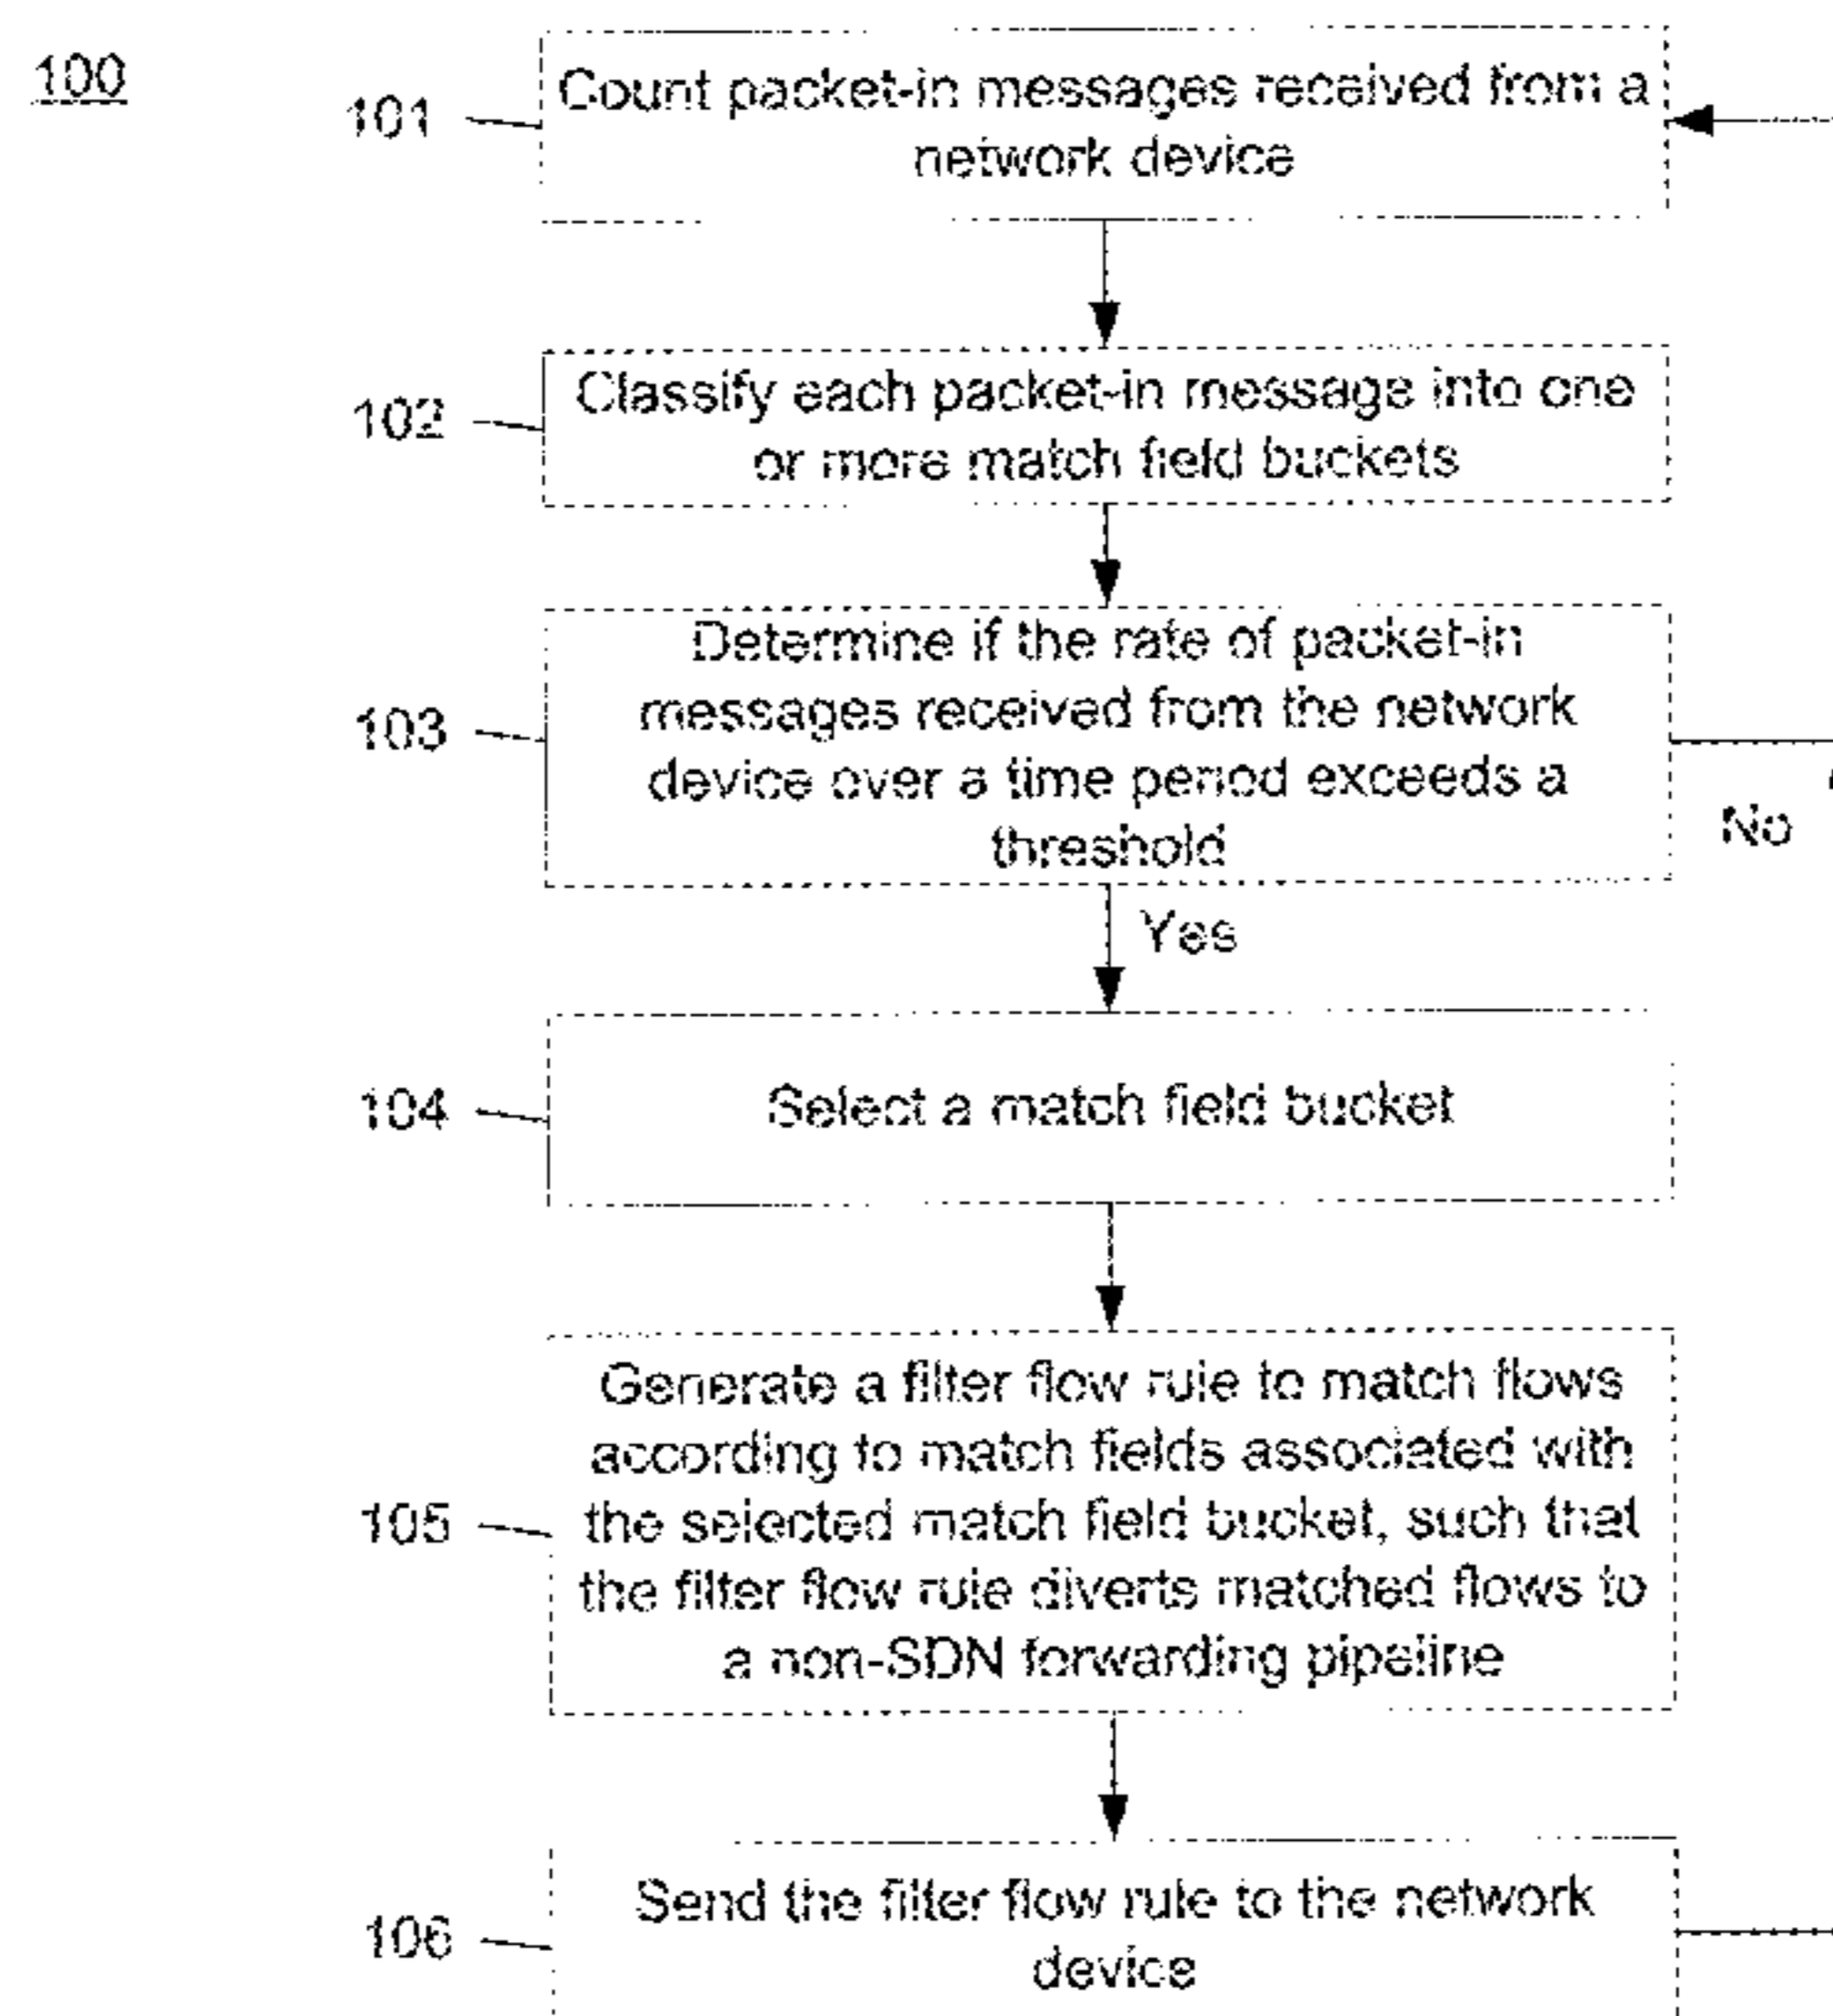 100
101
Count packet-in messages received from a
network device
102
Classify each packet-in message into one
or more match field buckets
103
Determine if the rate of packet-in
messages received from the network
device over a time period exceeds a
threshold
No
Yes
104
Select a match field bucket
105
Generate a filter flow rule to match flows
according to match fields associated with
the selected match field bucket, such that
the filter flow rule diverts matched flows to
a non-SDN forwarding pipeline
106
Send the filter flow rule to the network
device